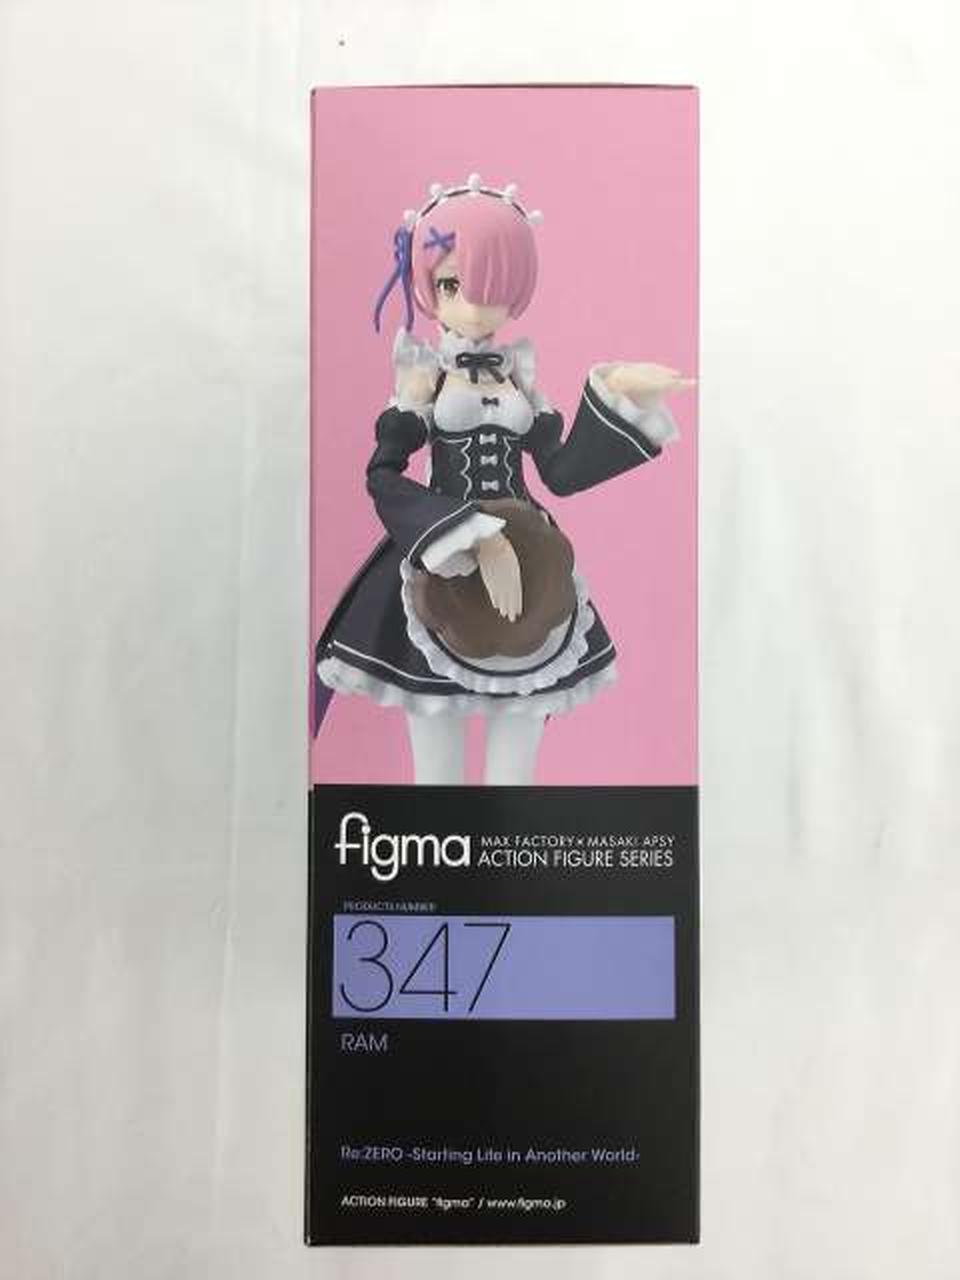 figma
MAX FACTORY×MASAKI APSY
ACTION FIGURE SERIES
PRODUCTS NUMBER
347
RAM
Re:ZERO -Starting Life in Another World-
ACTION FIGURE "figma" / www.figma.jp